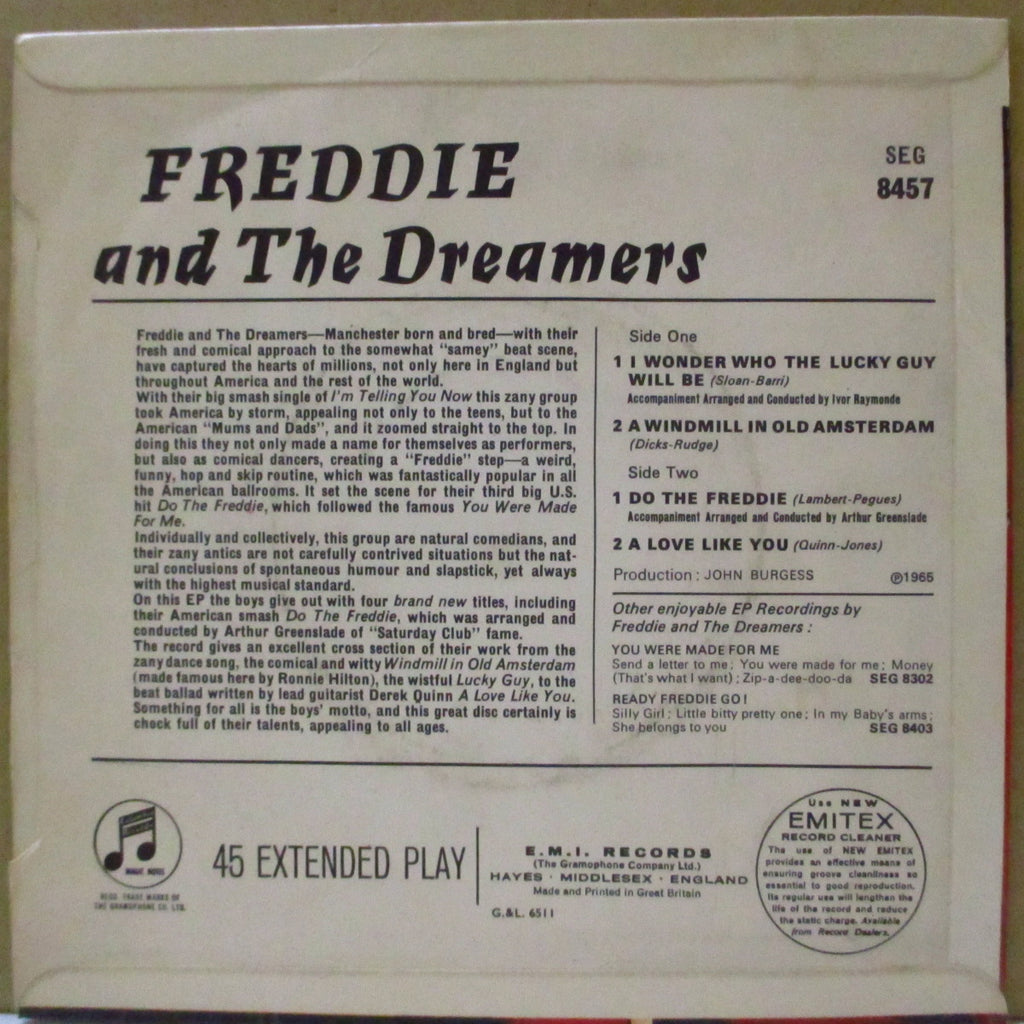 FREDDIE
and The Dreamers
SEG
8457
Freddie and The Dreamers—Manchester born and bred—with their
fresh and comical approach to the somewhat "samey" beat scene,
have captured the hearts of millions, not only here in England but
throughout America and the rest of the world.
With their big smash single of I'm Telling You Now this zany group
took America by storm, appealing not only to the teens, but to the
American "Mums and Dads", and it zoomed straight to the top. In
doing this they not only made a name for themselves as performers,
but also as comical dancers, creating a "Freddie" step—a weird,
funny, hop and skip routine, which was fantastically popular in all
the American ballrooms. It set the scene for their third big U.S.
hit Do The Freddie, which followed the famous You Were Made
For Me.
Individually and collectively, this group are natural comedians, and
their zany antics are not carefully contrived situations but the nat-
ural conclusions of spontaneous humour and slapstick, yet always
with the highest musical standard.
On this EP the boys give out with four brand new titles, including
their American smash Do The Freddie, which was arranged and
conducted by Arthur Greenslade of "Saturday Club" fame.
The record gives an excellent cross section of their work from the
zany dance song, the comical and witty Windmill in Old Amsterdam
(made famous here by Ronnie Hilton), the wistful Lucky Guy, to the
beat ballad written by lead guitarist Derek Quinn A Love Like You.
Something for all is the boys' motto, and this great disc certainly is
chock full of their talents, appealing to all ages.
Side One
1 I WONDER WHO THE LUCKY GUY
WILL BE (Sloan-Barri)
Accompaniment Arranged and Conducted by Ivor Raymonde
2 A WINDMILL IN OLD AMSTERDAM
(Dicks-Rudge)
Side Two
1 DO THE FREDDIE (Lambert-Pegues)
Accompaniment Arranged and Conducted by Arthur Greenslade
2 A LOVE LIKE YOU (Quinn-Jones)
Production : JOHN BURGESS ℗1965
Other enjoyable EP Recordings by
Freddie and The Dreamers :
YOU WERE MADE FOR ME
Send a letter to me ; You were made for me ; Money
(That's what I want) ; Zip-a-dee-doo-da SEG 8302
READY FREDDIE GO!
Silly Girl ; Little bitty pretty one ; In my Baby's arms ;
She belongs to you SEG 8403
MAGIC NOTES
REGD. TRADE MARKS OF
THE GRAMOPHONE CO. LTD.
45 EXTENDED PLAY
E.M.I. RECORDS
(The Gramophone Company Ltd.)
HAYES · MIDDLESEX · ENGLAND
Made and Printed in Great Britain
G.&L. 6511
Use NEW
EMITEX
RECORD CLEANER
The use of NEW EMITEX
provides an effective means of
ensuring groove cleanliness so
essential to good reproduction.
Its regular use will lengthen the
life of the record and reduce
the static charge. Available
from Record Dealers.